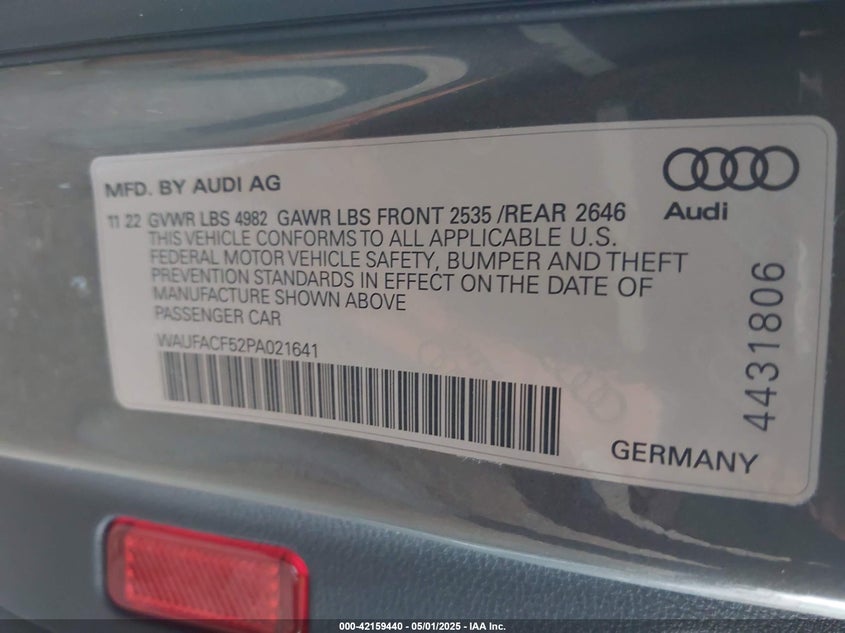 MFD. BY AUDI AG
Audi
11 22 GVWR LBS 4982 GAWR LBS FRONT 2535 /REAR 2646
THIS VEHICLE CONFORMS TO ALL APPLICABLE U.S.
FEDERAL MOTOR VEHICLE SAFETY, BUMPER AND THEFT
PREVENTION STANDARDS IN EFFECT ON THE DATE OF
MANUFACTURE SHOWN ABOVE
PASSENGER CAR
WAUFACF52PA021641
4431806
GERMANY
000-42159440 - 05/01/2025 - IAA Inc.